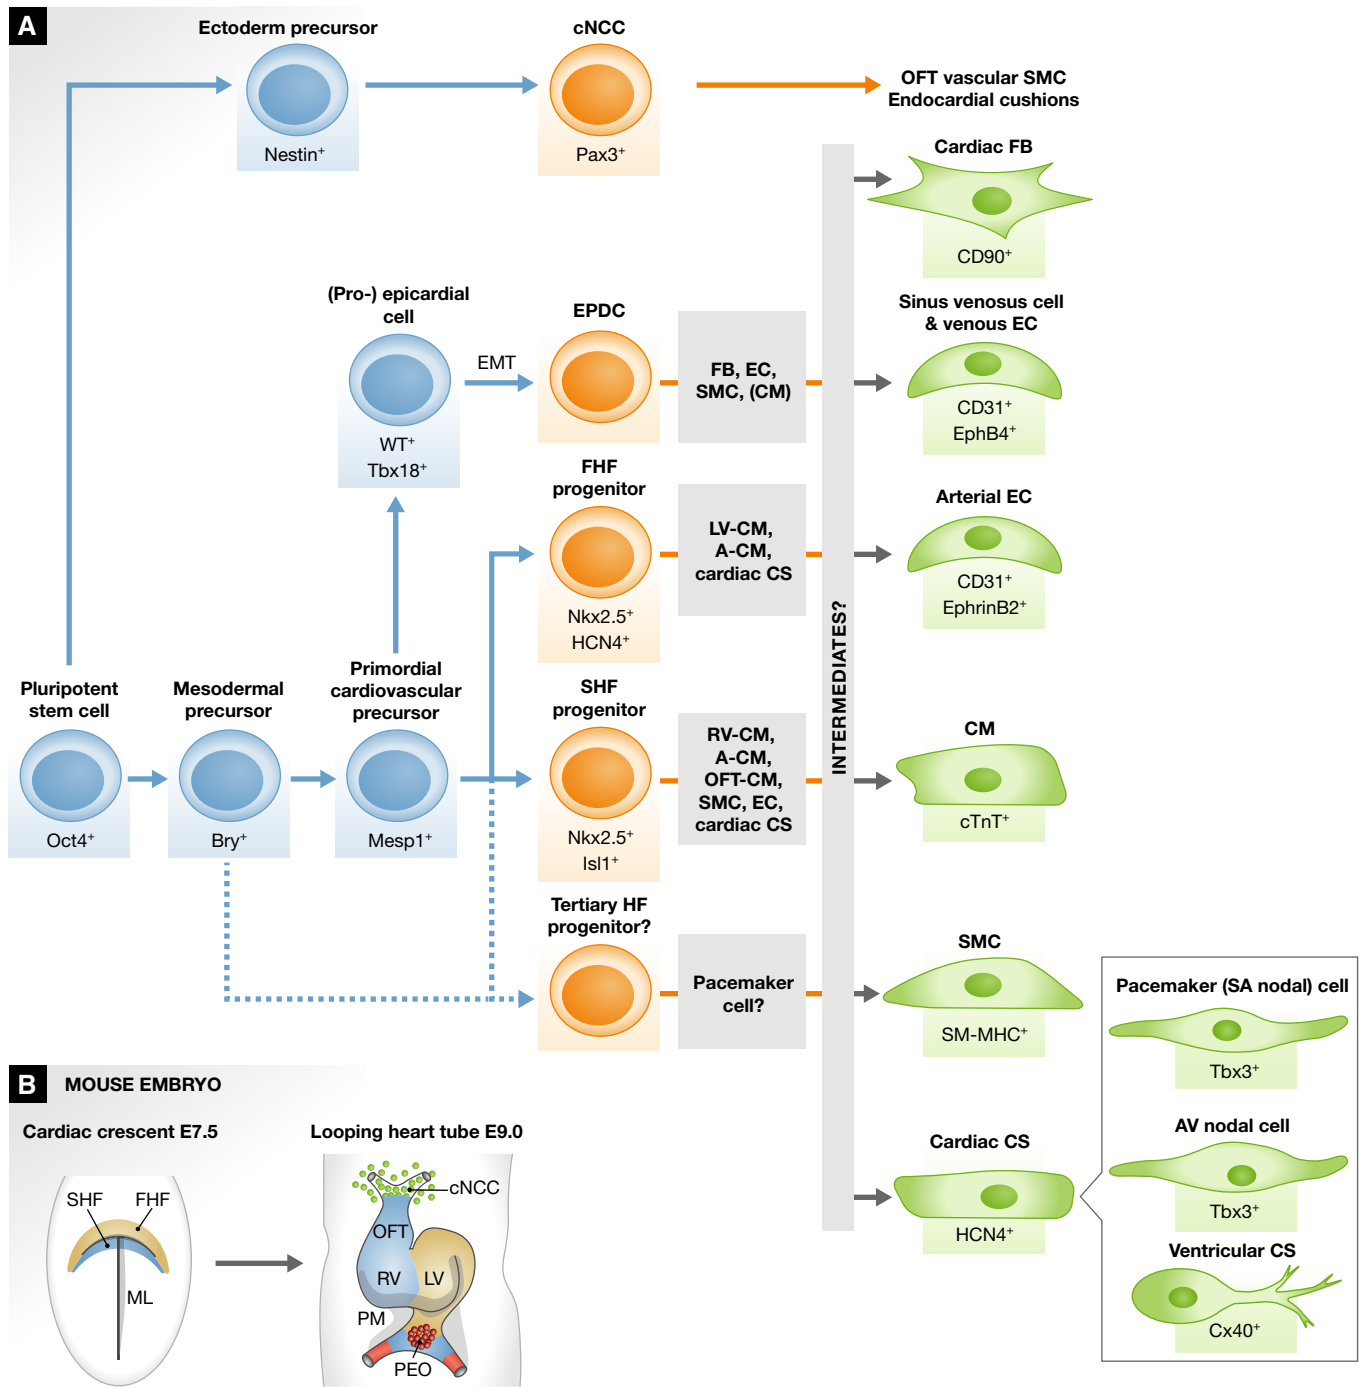 A
Ectoderm precursor
Nestin⁺
cNCC
Pax3⁺
OFT vascular SMC
Endocardial cushions
Cardiac FB
CD90⁺
(Pro-) epicardial
cell
WT⁺
Tbx18⁺
EMT
EPDC
FB, EC,
SMC, (CM)
Sinus venosus cell
& venous EC
CD31⁺
EphB4⁺
FHF
progenitor
Nkx2.5⁺
HCN4⁺
LV-CM,
A-CM,
cardiac CS
Arterial EC
CD31⁺
EphrinB2⁺
INTERMEDIATES?
Pluripotent
stem cell
Oct4⁺
Mesodermal
precursor
Bry⁺
Primordial
cardiovascular
precursor
Mesp1⁺
SHF
progenitor
Nkx2.5⁺
Isl1⁺
RV-CM,
A-CM,
OFT-CM,
SMC, EC,
cardiac CS
CM
cTnT⁺
Tertiary HF
progenitor?
Pacemaker
cell?
SMC
SM-MHC⁺
Cardiac CS
HCN4⁺
Pacemaker (SA nodal) cell
Tbx3⁺
AV nodal cell
Tbx3⁺
Ventricular CS
Cx40⁺
B
MOUSE EMBRYO
Cardiac crescent E7.5
SHF
FHF
ML
Looping heart tube E9.0
cNCC
OFT
RV
LV
PM
PEO